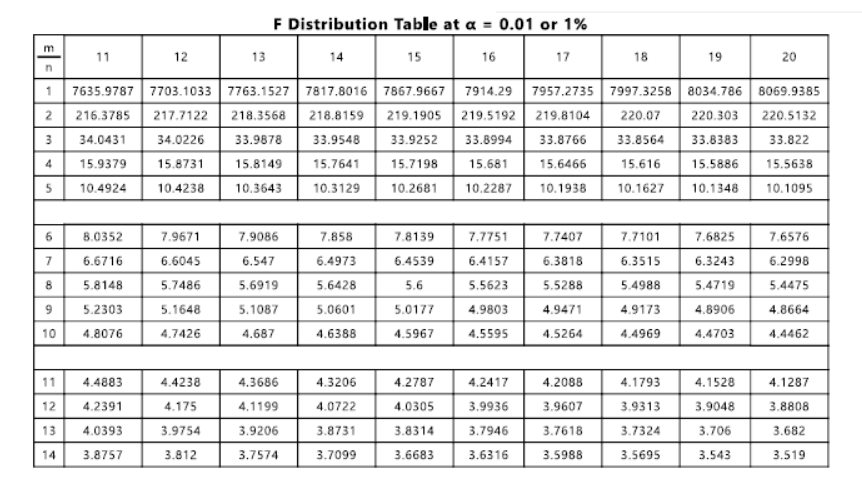 F Distribution Table at α = 0.01 or 1%
m
n 11 12 13 14 15 16 17 18 19 20
1 7635.9787 7703.1033 7763.1527 7817.8016 7867.9667 7914.29 7957.2735 7997.3258 8034.786 8069.9385
2 216.3785 217.7122 218.3568 218.8159 219.1905 219.5192 219.8104 220.07 220.303 220.5132
3 34.0431 34.0226 33.9878 33.9548 33.9252 33.8994 33.8766 33.8564 33.8383 33.822
4 15.9379 15.8731 15.8149 15.7641 15.7198 15.681 15.6466 15.616 15.5886 15.5638
5 10.4924 10.4238 10.3643 10.3129 10.2681 10.2287 10.1938 10.1627 10.1348 10.1095
6 8.0352 7.9671 7.9086 7.858 7.8139 7.7751 7.7407 7.7101 7.6825 7.6576
7 6.6716 6.6045 6.547 6.4973 6.4539 6.4157 6.3818 6.3515 6.3243 6.2998
8 5.8148 5.7486 5.6919 5.6428 5.6 5.5623 5.5288 5.4988 5.4719 5.4475
9 5.2303 5.1648 5.1087 5.0601 5.0177 4.9803 4.9471 4.9173 4.8906 4.8664
10 4.8076 4.7426 4.687 4.6388 4.5967 4.5595 4.5264 4.4969 4.4703 4.4462
11 4.4883 4.4238 4.3686 4.3206 4.2787 4.2417 4.2088 4.1793 4.1528 4.1287
12 4.2391 4.175 4.1199 4.0722 4.0305 3.9936 3.9607 3.9313 3.9048 3.8808
13 4.0393 3.9754 3.9206 3.8731 3.8314 3.7946 3.7618 3.7324 3.706 3.682
14 3.8757 3.812 3.7574 3.7099 3.6683 3.6316 3.5988 3.5695 3.543 3.519